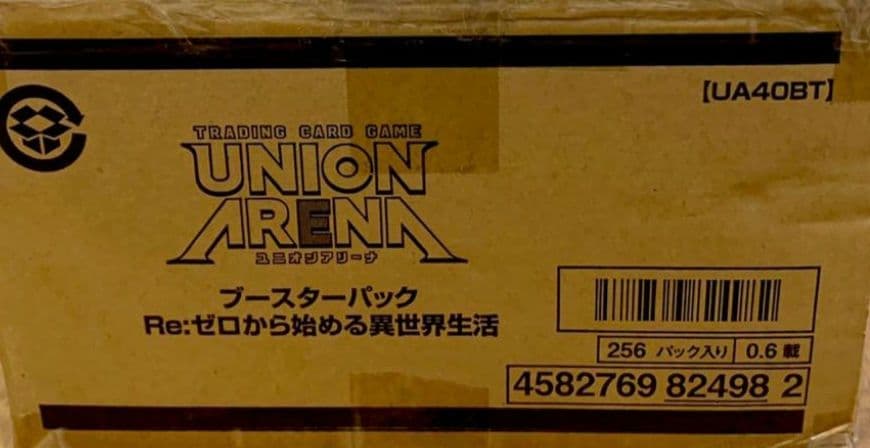 【UA40BT】
TRADING CARD GAME
UNION
ARENA
ユニオンアリーナ
ブースターパック
Re:ゼロから始める異世界生活
256 パック入り 0.6 載
4582769 82498 2